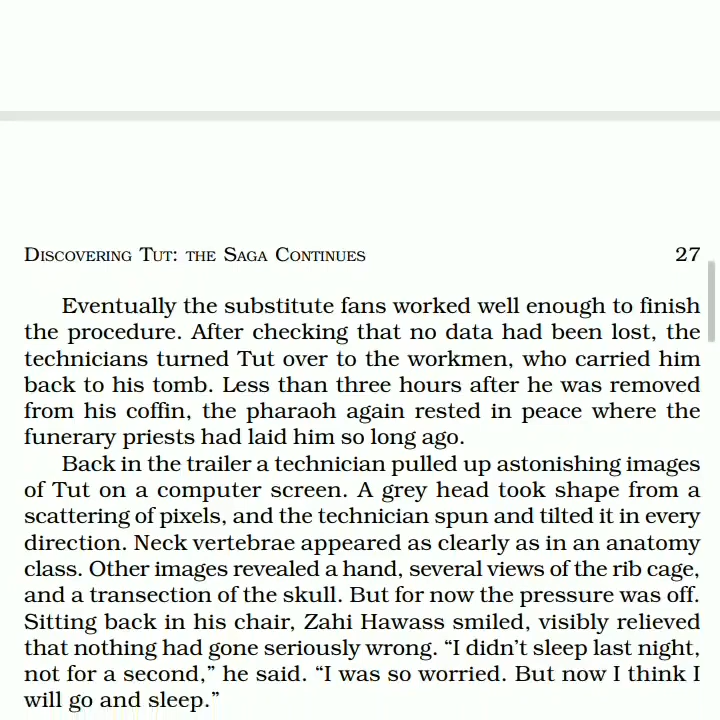 Discovering Tut: the Saga Continues 27
Eventually the substitute fans worked well enough to finish
the procedure. After checking that no data had been lost, the
technicians turned Tut over to the workmen, who carried him
back to his tomb. Less than three hours after he was removed
from his coffin, the pharaoh again rested in peace where the
funerary priests had laid him so long ago.
Back in the trailer a technician pulled up astonishing images
of Tut on a computer screen. A grey head took shape from a
scattering of pixels, and the technician spun and tilted it in every
direction. Neck vertebrae appeared as clearly as in an anatomy
class. Other images revealed a hand, several views of the rib cage,
and a transection of the skull. But for now the pressure was off.
Sitting back in his chair, Zahi Hawass smiled, visibly relieved
that nothing had gone seriously wrong. “I didn’t sleep last night,
not for a second,” he said. “I was so worried. But now I think I
will go and sleep.”